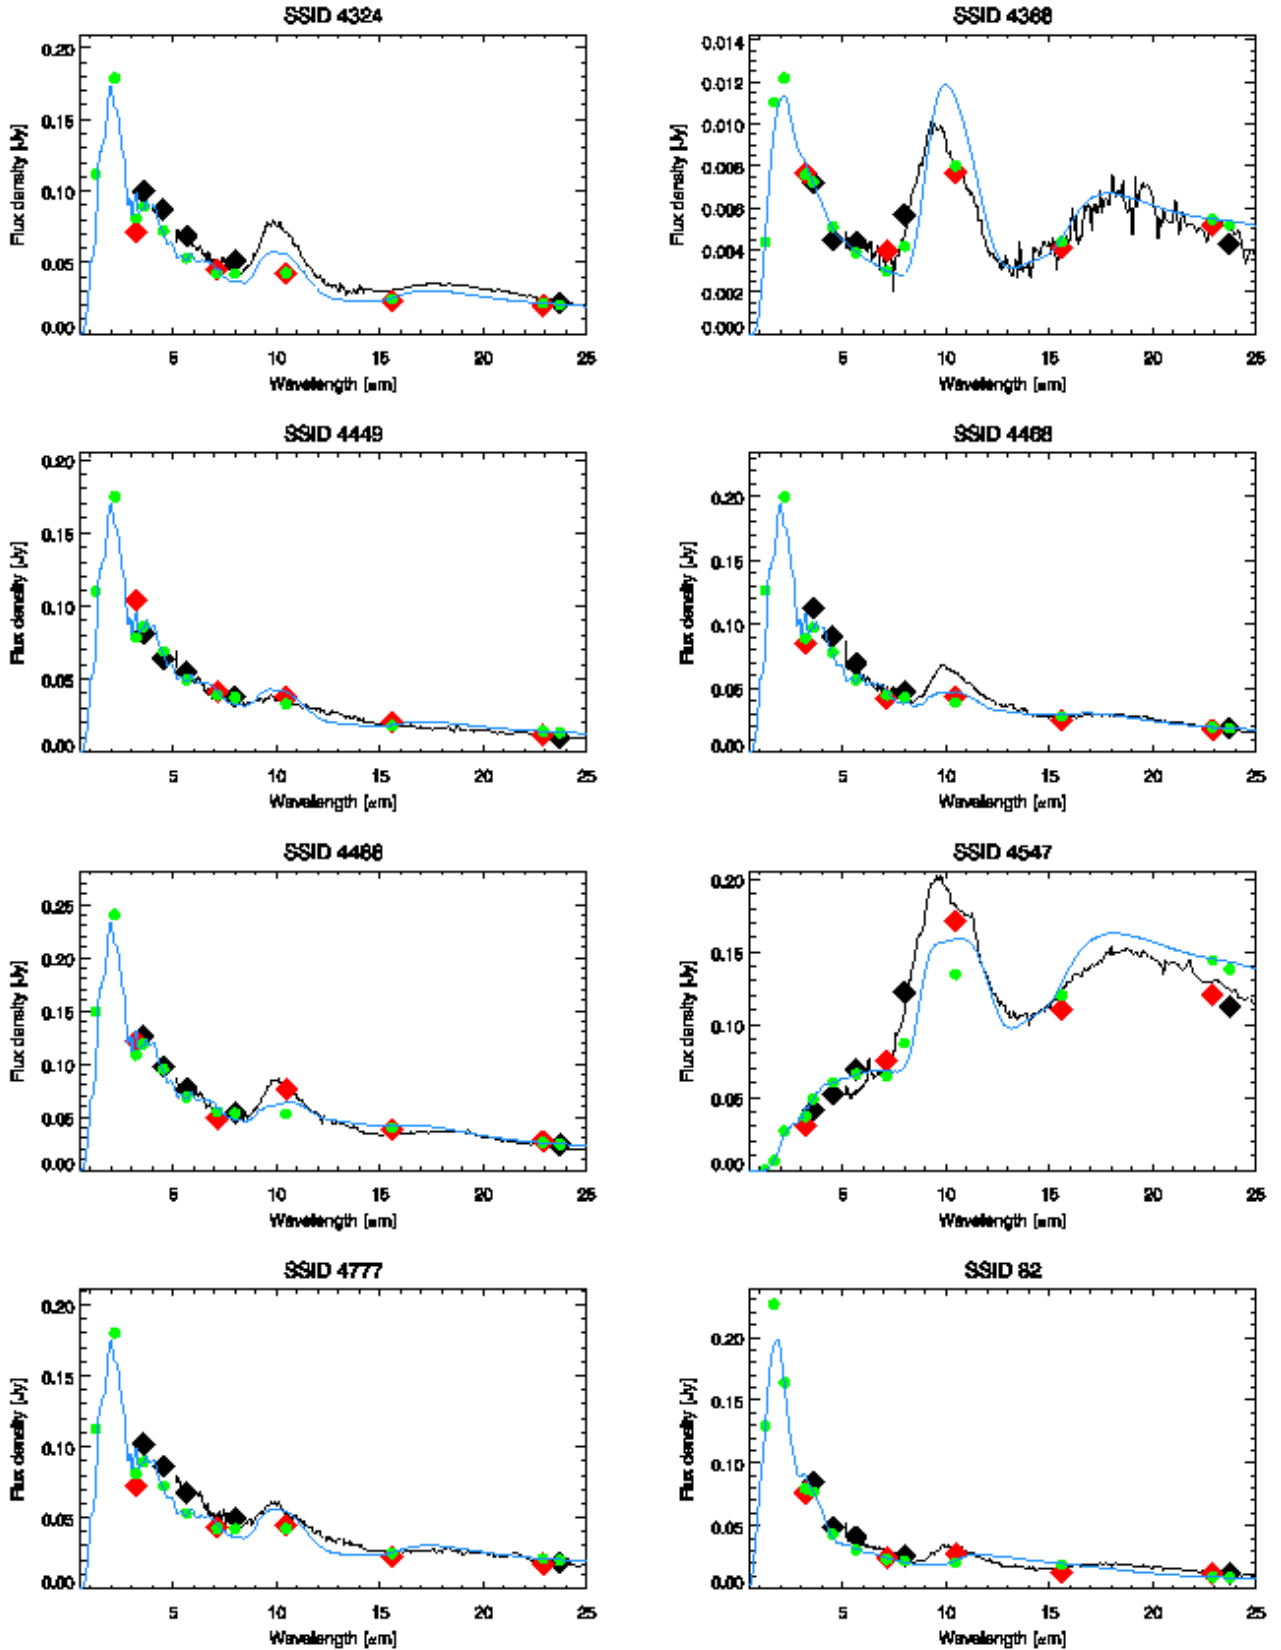 SSID 4324
0.20
0.15
0.10
0.05
0.00
Flux density [Jy]
5 10 15 20 25
Wavelength [μm]
SSID 4368
0.014
0.012
0.010
0.008
0.006
0.004
0.002
0.000
Flux density [Jy]
5 10 15 20 25
Wavelength [μm]
SSID 4449
0.20
0.15
0.10
0.05
0.00
Flux density [Jy]
5 10 15 20 25
Wavelength [μm]
SSID 4468
0.20
0.15
0.10
0.05
0.00
Flux density [Jy]
5 10 15 20 25
Wavelength [μm]
SSID 4486
0.25
0.20
0.15
0.10
0.05
0.00
Flux density [Jy]
5 10 15 20 25
Wavelength [μm]
SSID 4547
0.20
0.15
0.10
0.05
0.00
Flux density [Jy]
5 10 15 20 25
Wavelength [μm]
SSID 4777
0.20
0.15
0.10
0.05
0.00
Flux density [Jy]
5 10 15 20 25
Wavelength [μm]
SSID 82
0.20
0.15
0.10
0.05
0.00
Flux density [Jy]
5 10 15 20 25
Wavelength [μm]